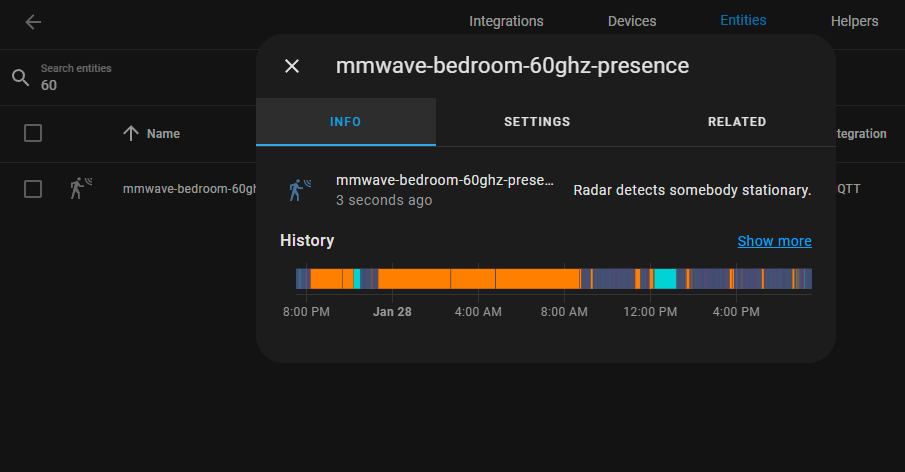 Integrations Devices Entities Helpers
Search entities
60
mmwave-bedroom-60ghz-presence
INFO SETTINGS RELATED
Name
tegration
mmwave-bedroom-60gh
QTT
mmwave-bedroom-60ghz-prese...
3 seconds ago
Radar detects somebody stationary.
History Show more
8:00 PM Jan 28 4:00 AM 8:00 AM 12:00 PM 4:00 PM